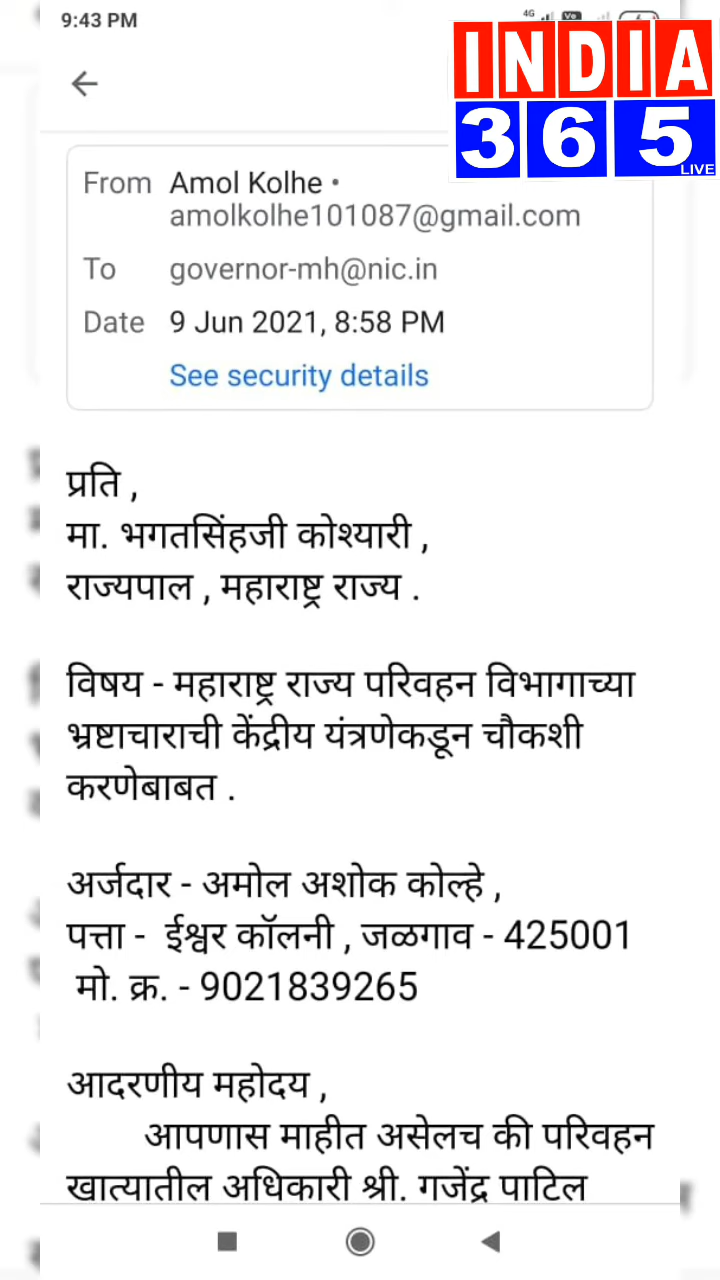 9:43 PM
4G
INDIA
365
LIVE
From Amol Kolhe •
amolkolhe101087@gmail.com
To governor-mh@nic.in
Date 9 Jun 2021, 8:58 PM
See security details
प्रति ,
मा. भगतसिंहजी कोश्यारी ,
राज्यपाल , महाराष्ट्र राज्य .
विषय - महाराष्ट्र राज्य परिवहन विभागाच्या
भ्रष्टाचाराची केंद्रीय यंत्रणेकडून चौकशी
करणेबाबत .
अर्जदार - अमोल अशोक कोल्हे ,
पत्ता - ईश्वर कॉलनी , जळगाव - 425001
मो. क्र. - 9021839265
आदरणीय महोदय ,
आपणास माहीत असेलच की परिवहन
खात्यातील अधिकारी श्री. गजेंद्र पाटिल